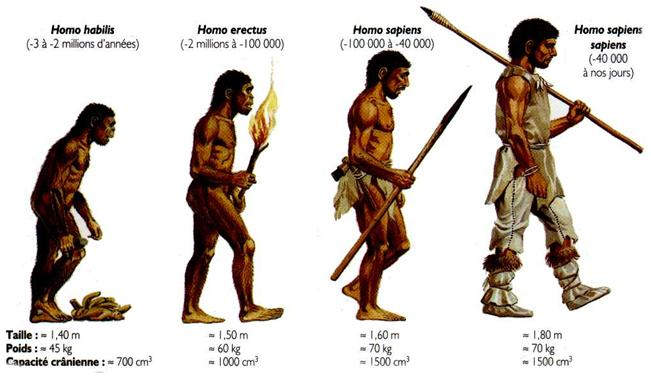 Homo habilis
(-3 à -2 millions d'années)
Homo erectus
(-2 millions à -100 000)
Homo sapiens
(-100 000 à -40 000)
Homo sapiens
sapiens
(-40 000
à nos jours)
Taille : ≈ 1,40 m ≈ 1,50 m ≈ 1,60 m ≈ 1,80 m
Poids : ≈ 45 kg ≈ 60 kg ≈ 70 kg ≈ 70 kg
Capacité crânienne : ≈ 700 cm³ ≈ 1000 cm³ ≈ 1500 cm³ ≈ 1500 cm³